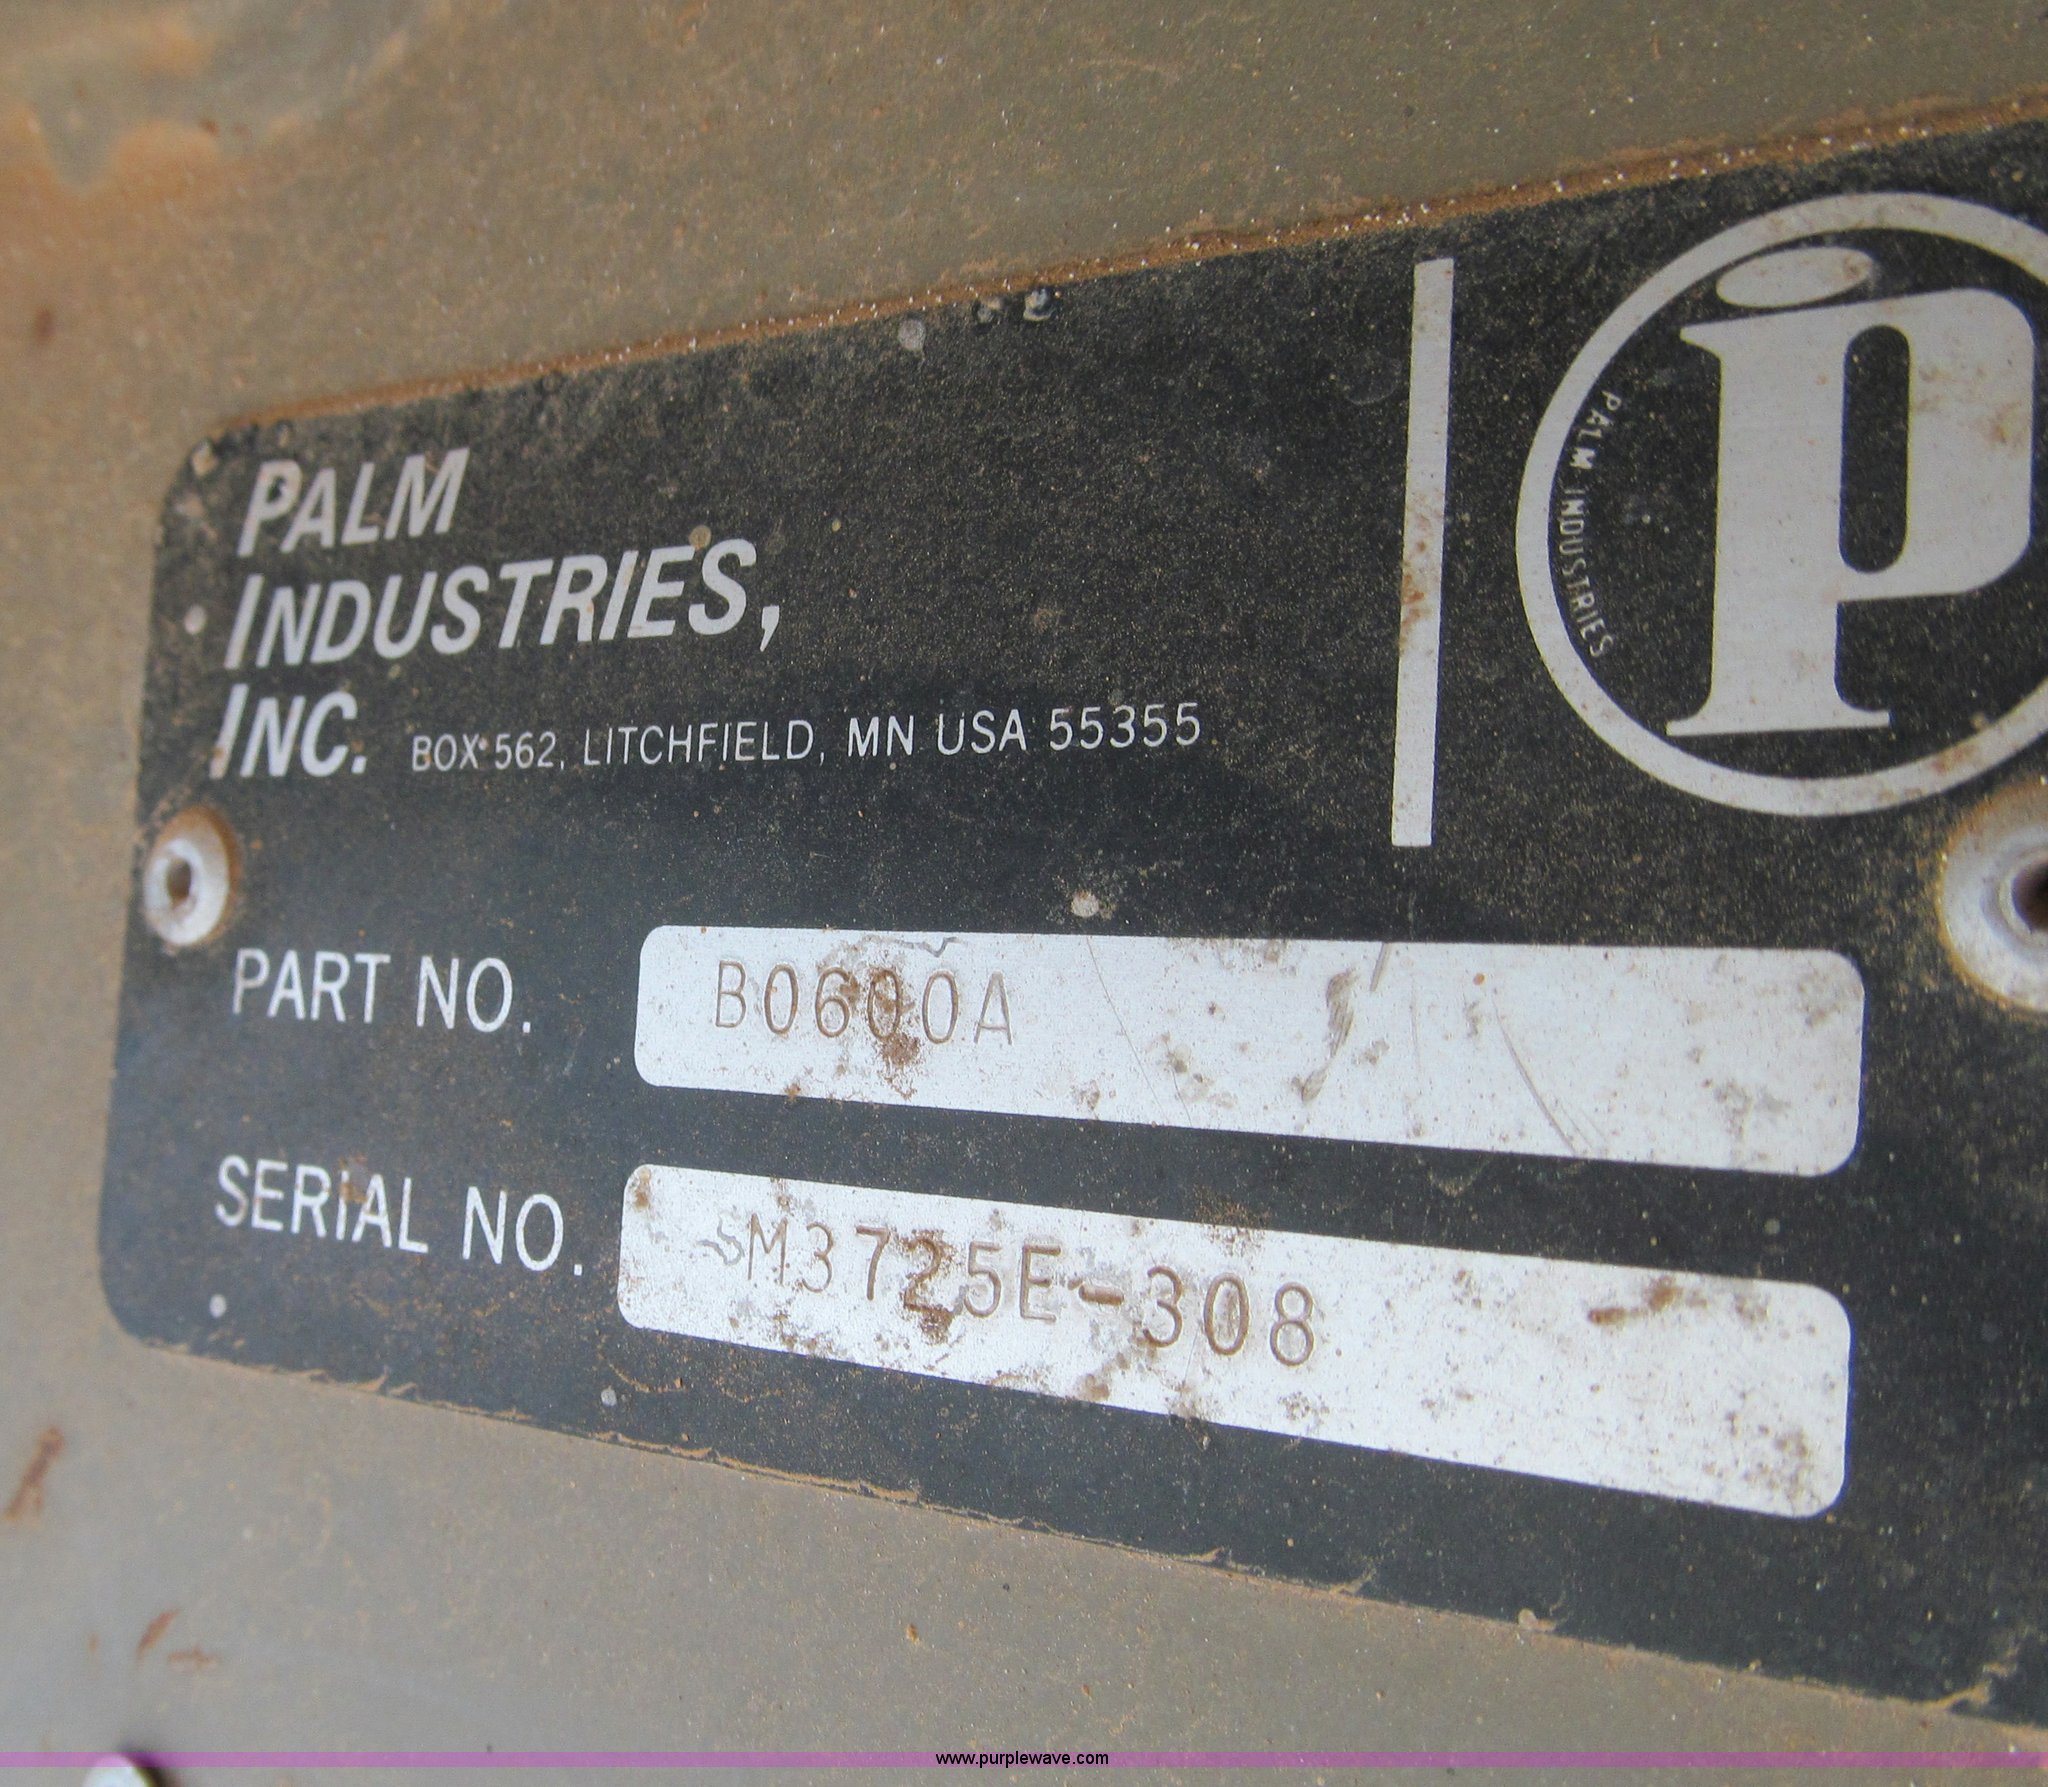 PALM
INDUSTRIES,
INC. BOX 562, LITCHFIELD, MN USA 55355
P
PALM INDUSTRIES
PART NO. B0600A
SERIAL NO. M3725E-308
www.purplewave.com